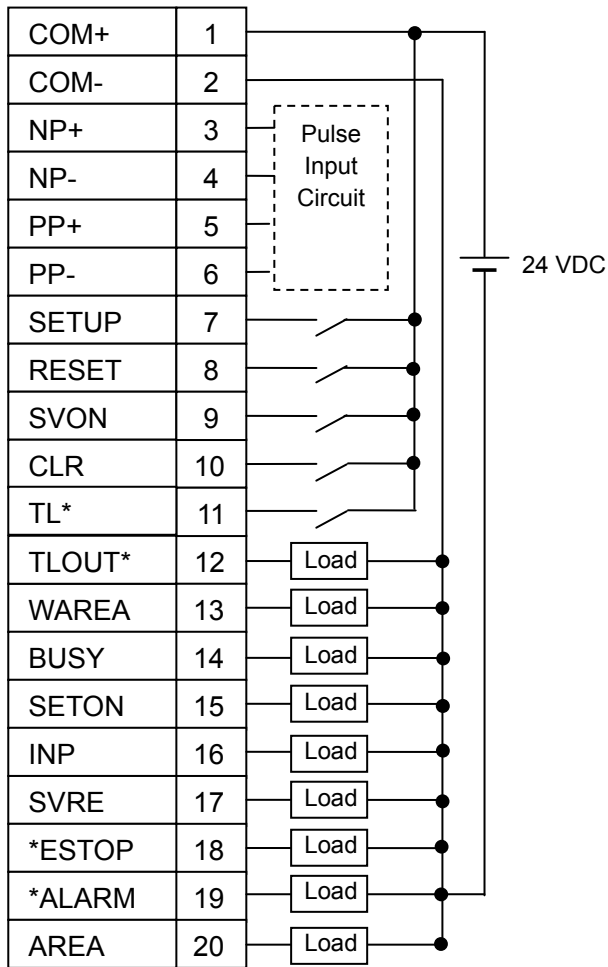 COM+ 1
COM- 2
NP+ 3
NP- 4
PP+ 5
PP- 6
Pulse
Input
Circuit
24 VDC
SETUP 7
RESET 8
SVON 9
CLR 10
TL* 11
TLOUT* 12 Load
WAREA 13 Load
BUSY 14 Load
SETON 15 Load
INP 16 Load
SVRE 17 Load
*ESTOP 18 Load
*ALARM 19 Load
AREA 20 Load